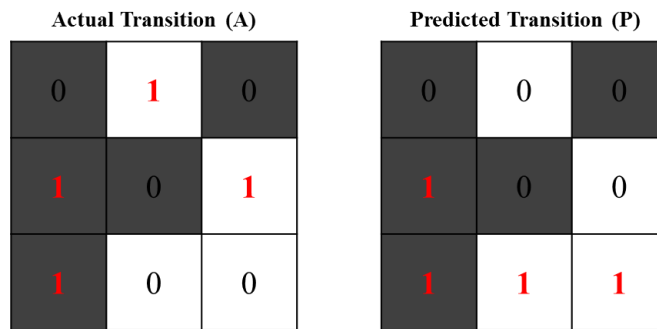 Actual Transition (A)
0 1 0
1 0 1
1 0 0
Predicted Transition (P)
0 0 0
1 0 0
1 1 1